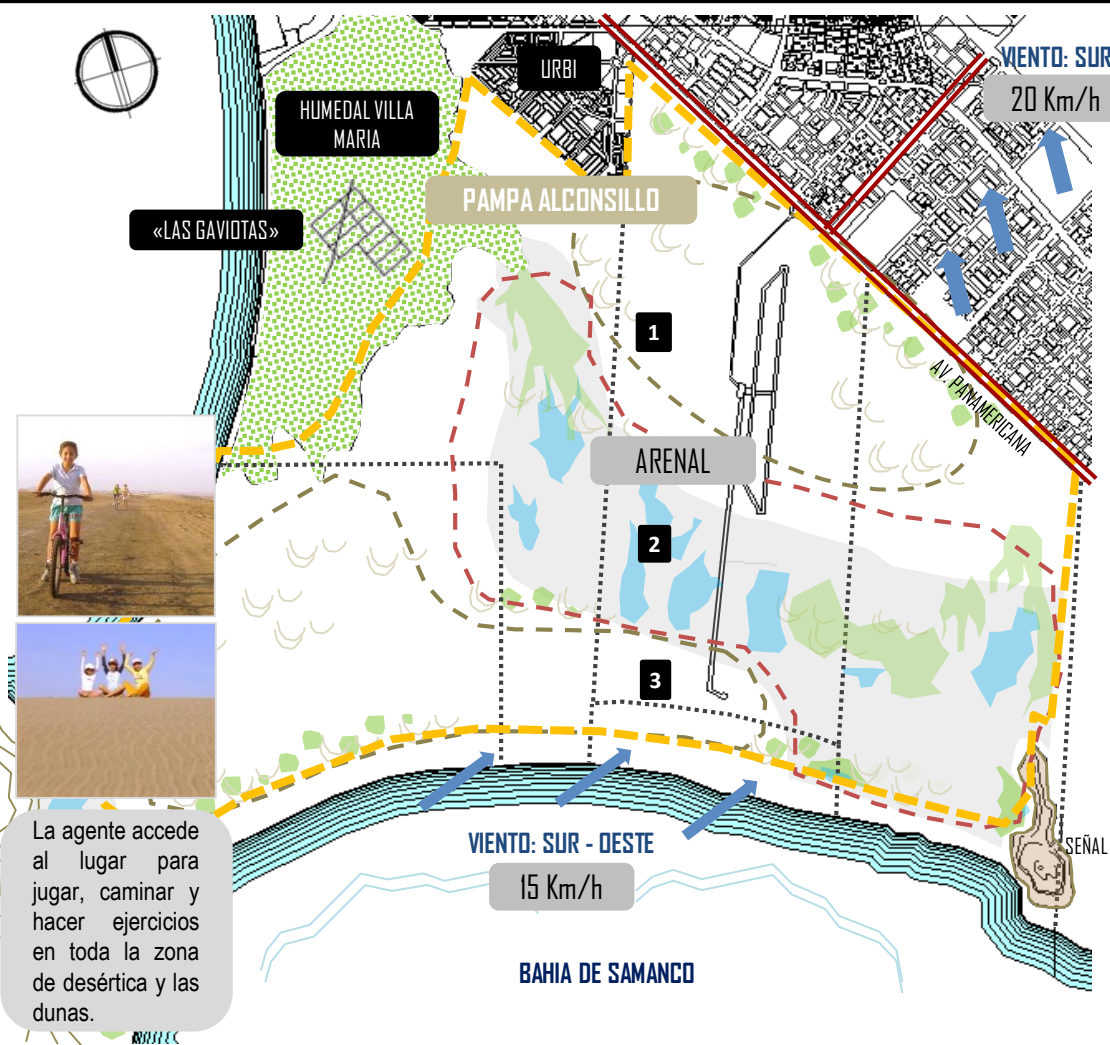 URBI
VIENTO: SUR
20 Km/h
HUMEDAL VILLA
MARIA
PAMPA ALCONSILLO
«LAS GAVIOTAS»
1
AV. PANAMERICANA
ARENAL
2
3
La agente accede
al lugar para
jugar, caminar y
hacer ejercicios
en toda la zona
de desértica y las
dunas.
VIENTO: SUR - OESTE
15 Km/h
SEÑAL
BAHIA DE SAMANCO